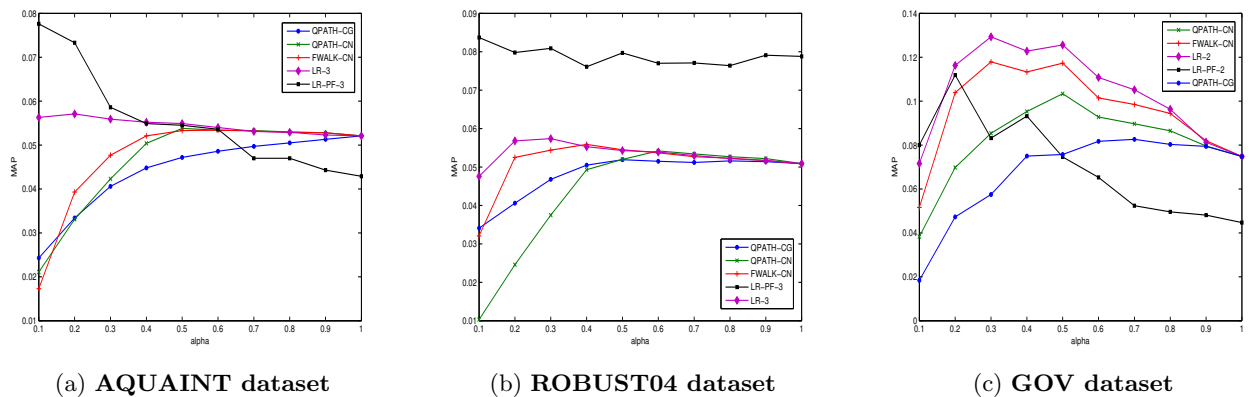 0.08
0.07
0.06
0.05
0.04
0.03
0.02
0.01
MAP
0.1 0.2 0.3 0.4 0.5 0.6 0.7 0.8 0.9 1
alpha
QPATH-CG
QPATH-CN
FWALK-CN
LR-3
LR-PF-3
(a) AQUAINT dataset
0.09
0.08
0.07
0.06
0.05
0.04
0.03
0.02
0.01
MAP
0.1 0.2 0.3 0.4 0.5 0.6 0.7 0.8 0.9 1
alpha
QPATH-CG
QPATH-CN
FWALK-CN
LR-PF-3
LR-3
(b) ROBUST04 dataset
0.14
0.12
0.1
0.08
0.06
0.04
0.02
0
MAP
0.1 0.2 0.3 0.4 0.5 0.6 0.7 0.8 0.9 1
alpha
QPATH-CN
FWALK-CN
LR-2
LR-PF-2
QPATH-CG
(c) GOV dataset